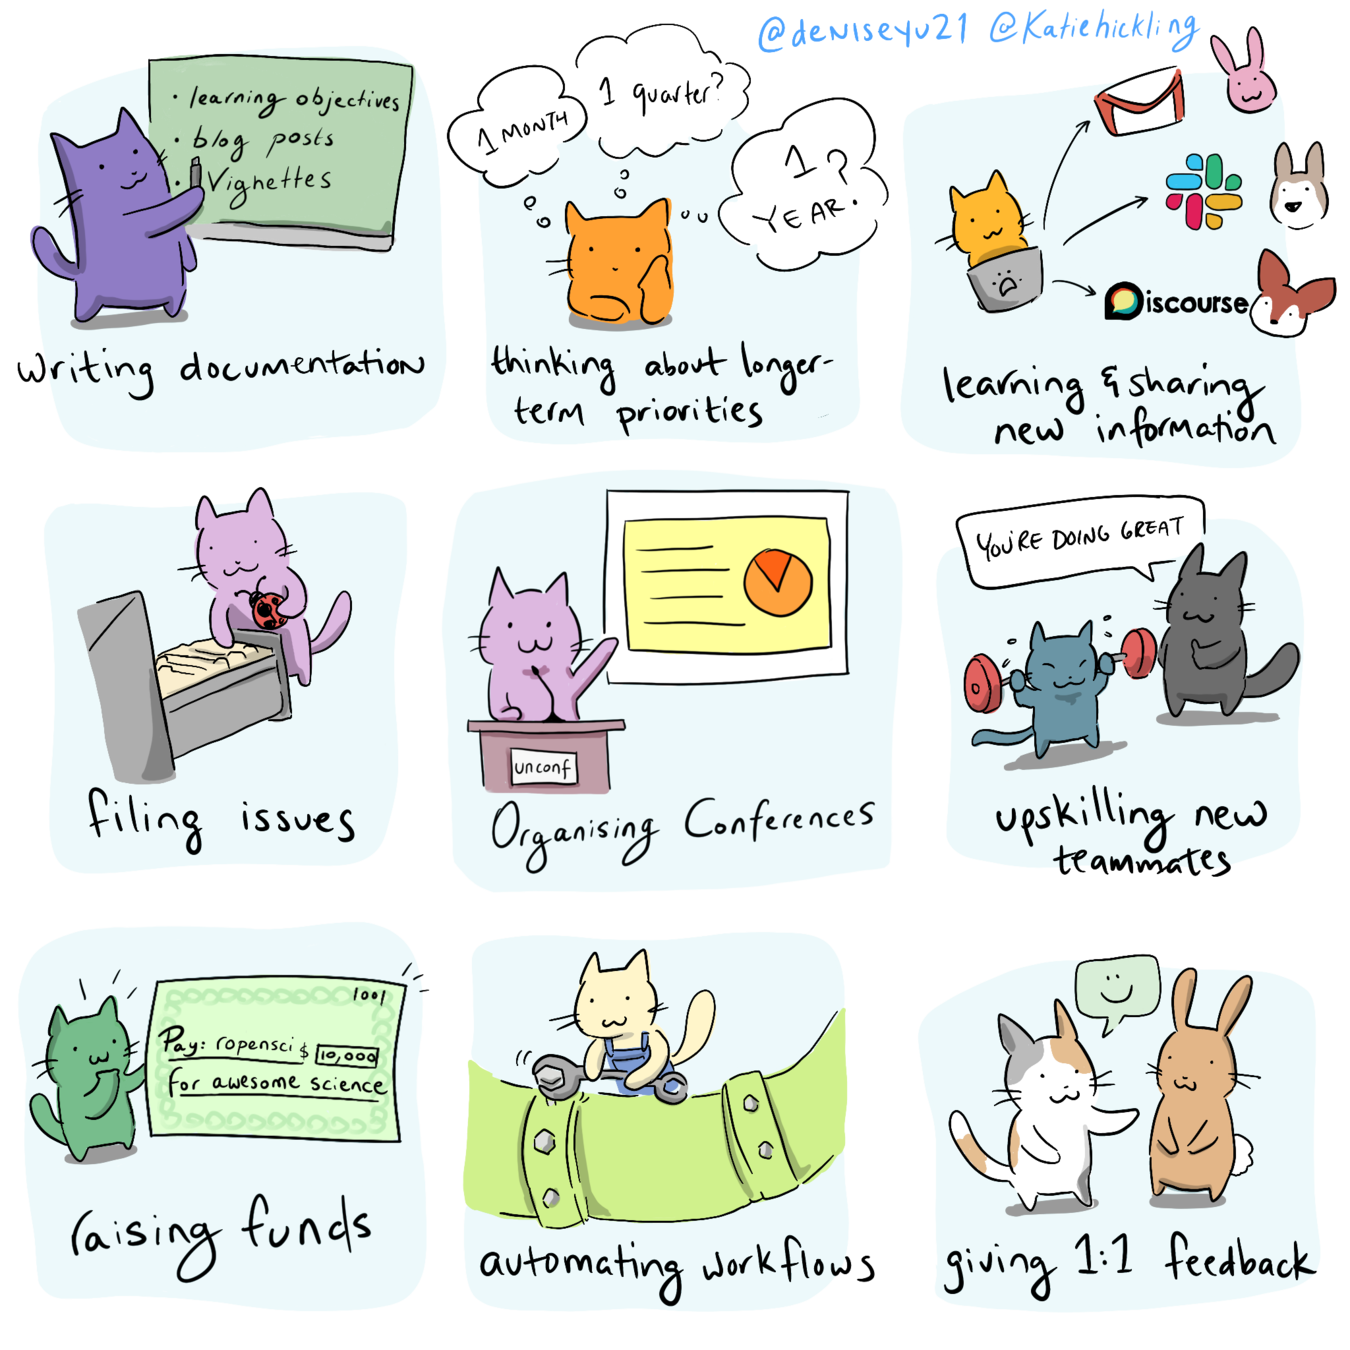 @deniseyu21 @Katiehickling
• learning objectives
• blog posts
• Vignettes
writing documentation
1 MONTH
1 quarter?
1 YEAR?
thinking about longer-
term priorities
Discourse
learning & sharing
new information
filing issues
unconf
Organising Conferences
YOU'RE DOING GREAT
upskilling new
teammates
1001
Pay: ropensci $ 10,000
for awesome science
raising funds
automating workflows
giving 1:1 feedback